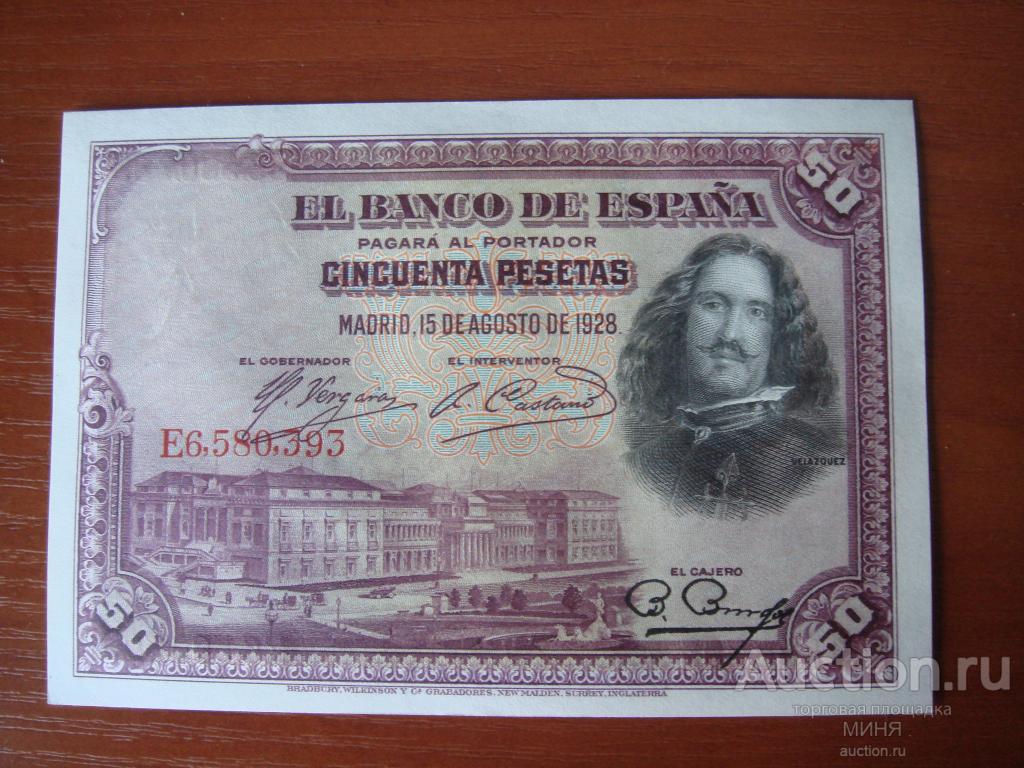 50
EL BANCO DE ESPAÑA
PAGARÁ AL PORTADOR
CINCUENTA PESETAS
MADRID, 15 DE AGOSTO DE 1928.
EL GOBERNADOR EL INTERVENTOR
Vergara A. Castaño
E6,580,393
VELAZQUEZ
EL CAJERO
50 50
BRADBURY, WILKINSON Y Cª GRABADORES, NEW MALDEN, SURREY, INGLATERRA
Auction.ru
торговая площадка
МИНЯ
auction.ru